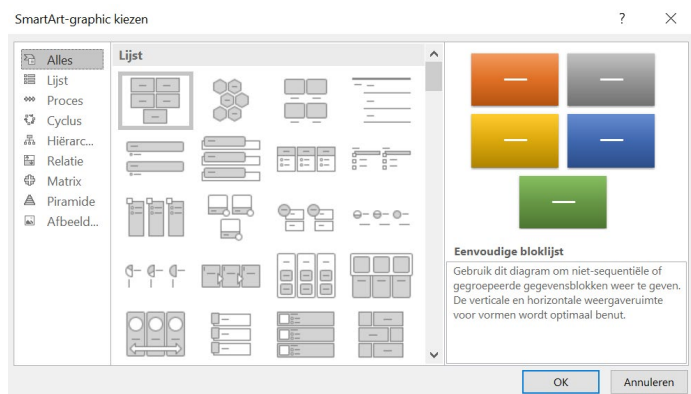 SmartArt-graphic kiezen
Alles
Lijst
Proces
Cyclus
Hiërarc...
Relatie
Matrix
Piramide
Afbeeld...
Lijst
Eenvoudige bloklijst
Gebruik dit diagram om niet-sequentiële of
gegroepeerde gegevensblokken weer te geven.
De verticale en horizontale weergaveruimte
voor vormen wordt optimaal benut.
OK
Annuleren